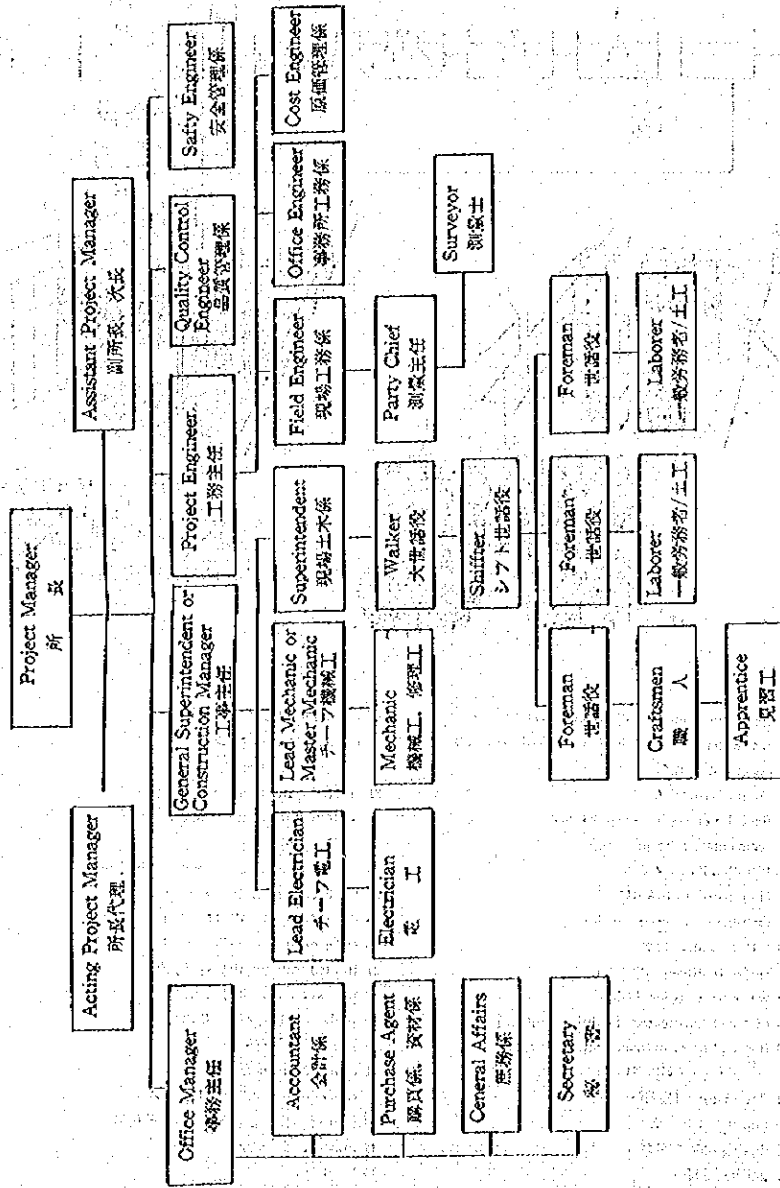 Project Manager
所　長
Acting Project Manager
所長代理
Assistant Project Manager
副所長、次長
Office Manager
事務主任
General Superintendent or
Construction Manager
工事主任
Project Engineer
工務主任
Quality Control
Engineer
品質管理係
Safty Engineer
安全管理係
Accountant
会計係
Lead Electrician
チーフ電工
Lead Mechanic or
Master Mechanic
チーフ機械工
Superintendent
現場土木係
Field Engineer
現場工務係
Office Engineer
事務所工務係
Cost Engineer
原価管理係
Purchase Agent
購買係、資材係
Electrician
電　工
Mechanic
機械工、修理工
Walker
大世話役
Party Chief
測量主任
Surveyor
測量士
Ceneral Affairs
庶務係
Shiffner
シフト世話役
Secretary
秘　書
Foreman
世話役
Foreman
世話役
Foreman
世話役
Craftsmen
職　人
Laborer
一般労務者/土工
Laborer
一般労務者/土工
Apprentice
見習工